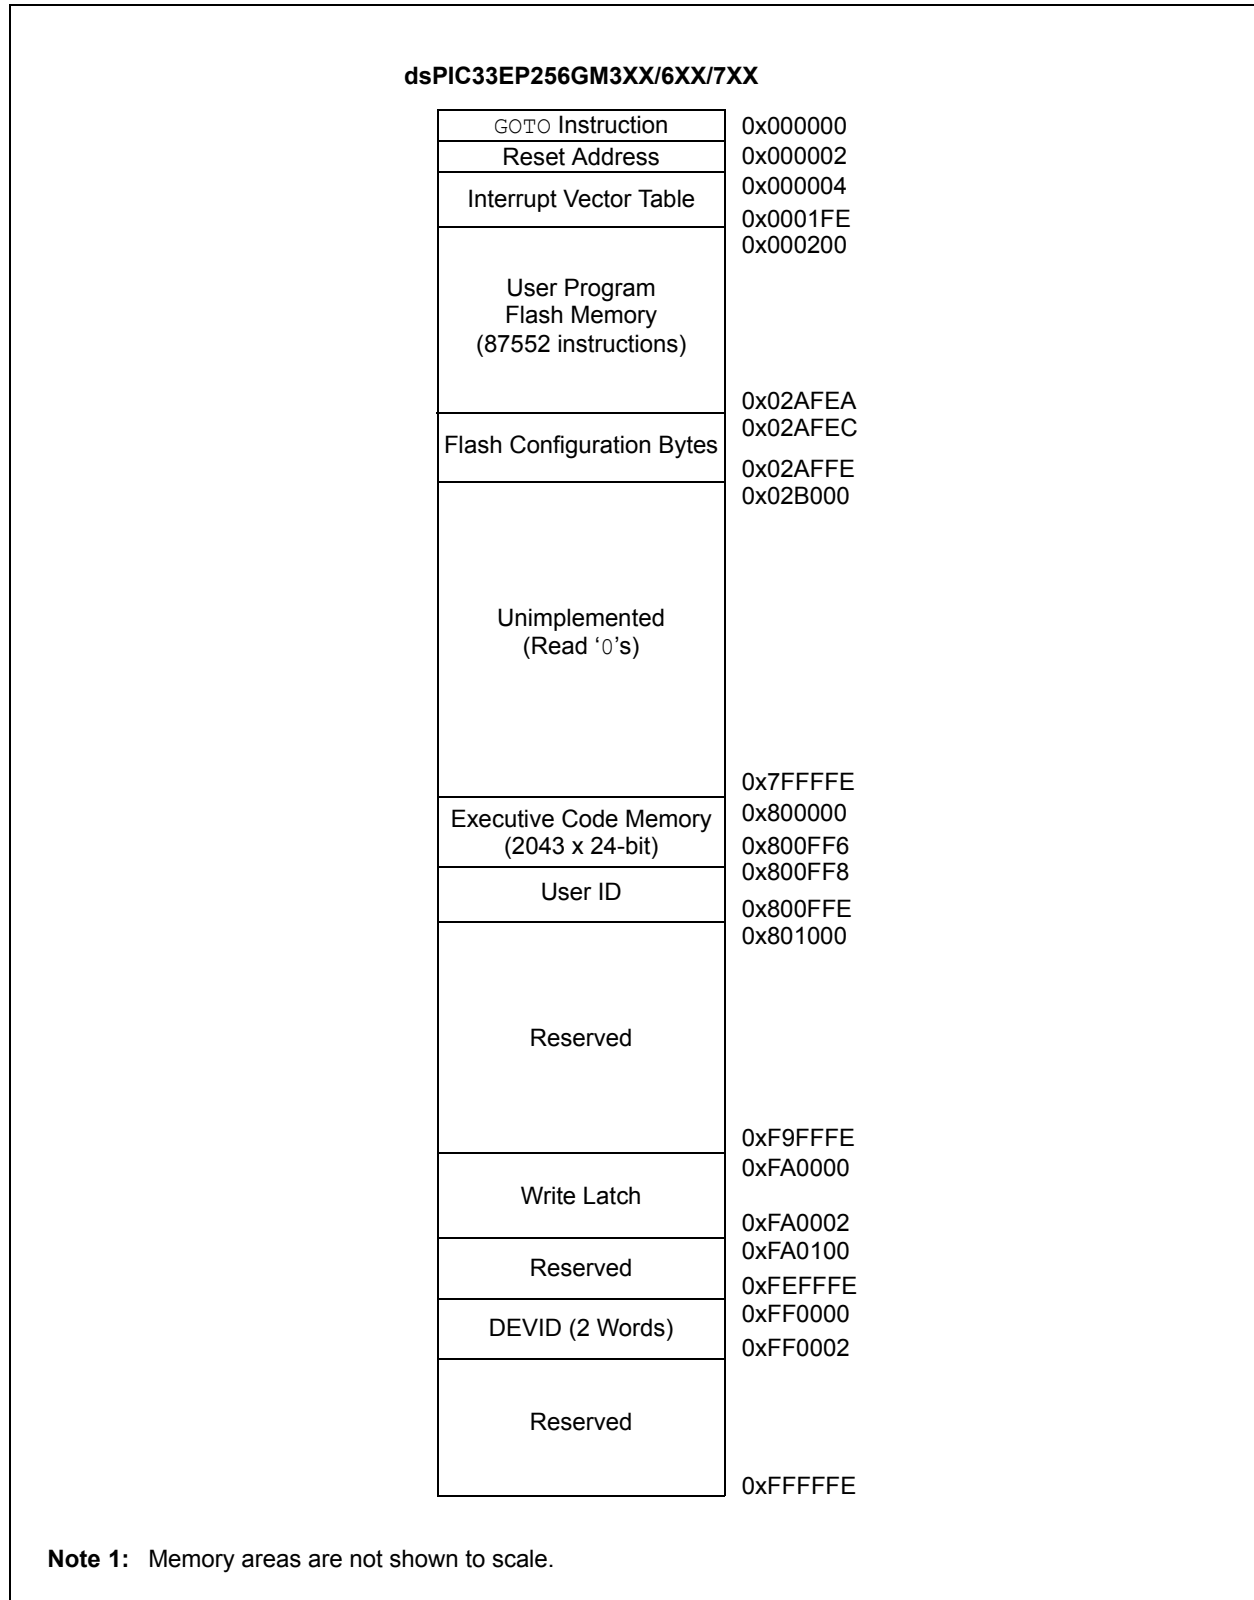 dsPIC33EP256GM3XX/6XX/7XX
GOTO Instruction 0x000000
Reset Address 0x000002
0x000004
Interrupt Vector Table
0x0001FE
0x000200
User Program
Flash Memory
(87552 instructions)
0x02AFEA
0x02AFEC
Flash Configuration Bytes
0x02AFFE
0x02B000
Unimplemented
(Read ‘0’s)
0x7FFFFE
0x800000
Executive Code Memory
(2043 x 24-bit) 0x800FF6
0x800FF8
User ID
0x800FFE
0x801000
Reserved
0xF9FFFE
0xFA0000
Write Latch
0xFA0002
0xFA0100
Reserved
0xFEFFFE
0xFF0000
DEVID (2 Words)
0xFF0002
Reserved
0xFFFFFE
Note 1: Memory areas are not shown to scale.